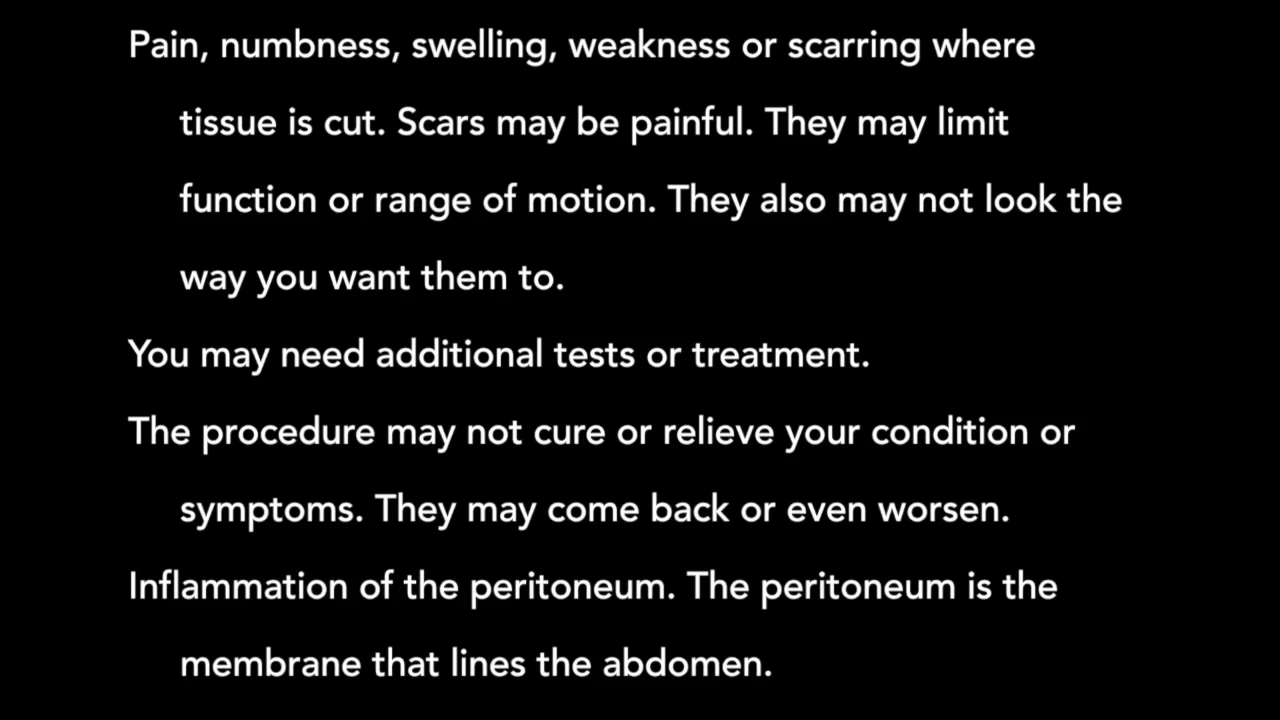 Pain, numbness, swelling, weakness or scarring where
tissue is cut. Scars may be painful. They may limit
function or range of motion. They also may not look the
way you want them to.
You may need additional tests or treatment.
The procedure may not cure or relieve your condition or
symptoms. They may come back or even worsen.
Inflammation of the peritoneum. The peritoneum is the
membrane that lines the abdomen.